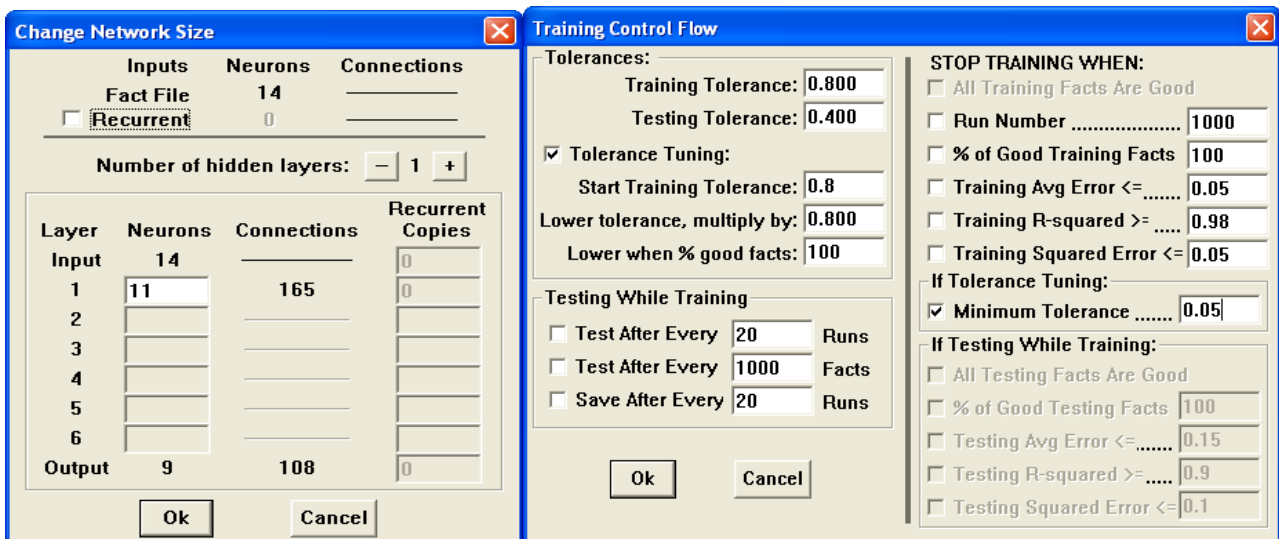 Change Network Size
Inputs Neurons Connections
Fact File 14
Recurrent 0
Number of hidden layers: − 1 +
Layer Neurons Connections Recurrent Copies
Input 14 0
1 11 165 0
2
3
4
5
6
Output 9 108 0
Ok Cancel
Training Control Flow
Tolerances:
Training Tolerance: 0.800
Testing Tolerance: 0.400
Tolerance Tuning:
Start Training Tolerance: 0.8
Lower tolerance, multiply by: 0.800
Lower when % good facts: 100
Testing While Training
Test After Every 20 Runs
Test After Every 1000 Facts
Save After Every 20 Runs
Ok Cancel
STOP TRAINING WHEN:
All Training Facts Are Good
Run Number ................... 1000
% of Good Training Facts 100
Training Avg Error <=....... 0.05
Training R-squared >= ..... 0.98
Training Squared Error <= 0.05
If Tolerance Tuning:
Minimum Tolerance ....... 0.05
If Testing While Training:
All Testing Facts Are Good
% of Good Testing Facts 100
Testing Avg Error <=....... 0.15
Testing R-squared >=..... 0.9
Testing Squared Error <= 0.1